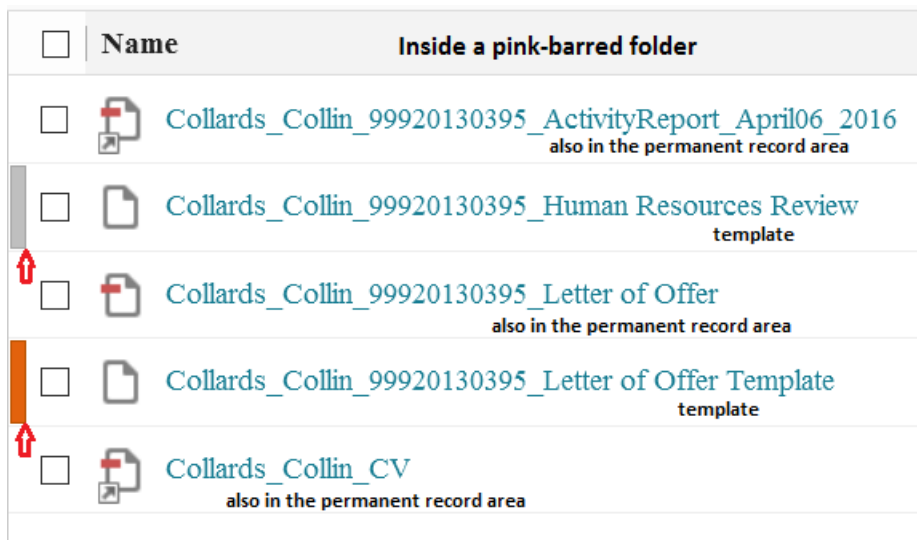 Name Inside a pink-barred folder
Collards_Collin_99920130395_ActivityReport_April06_2016
also in the permanent record area
Collards_Collin_99920130395_Human Resources Review
template
Collards_Collin_99920130395_Letter of Offer
also in the permanent record area
Collards_Collin_99920130395_Letter of Offer Template
template
Collards_Collin_CV
also in the permanent record area